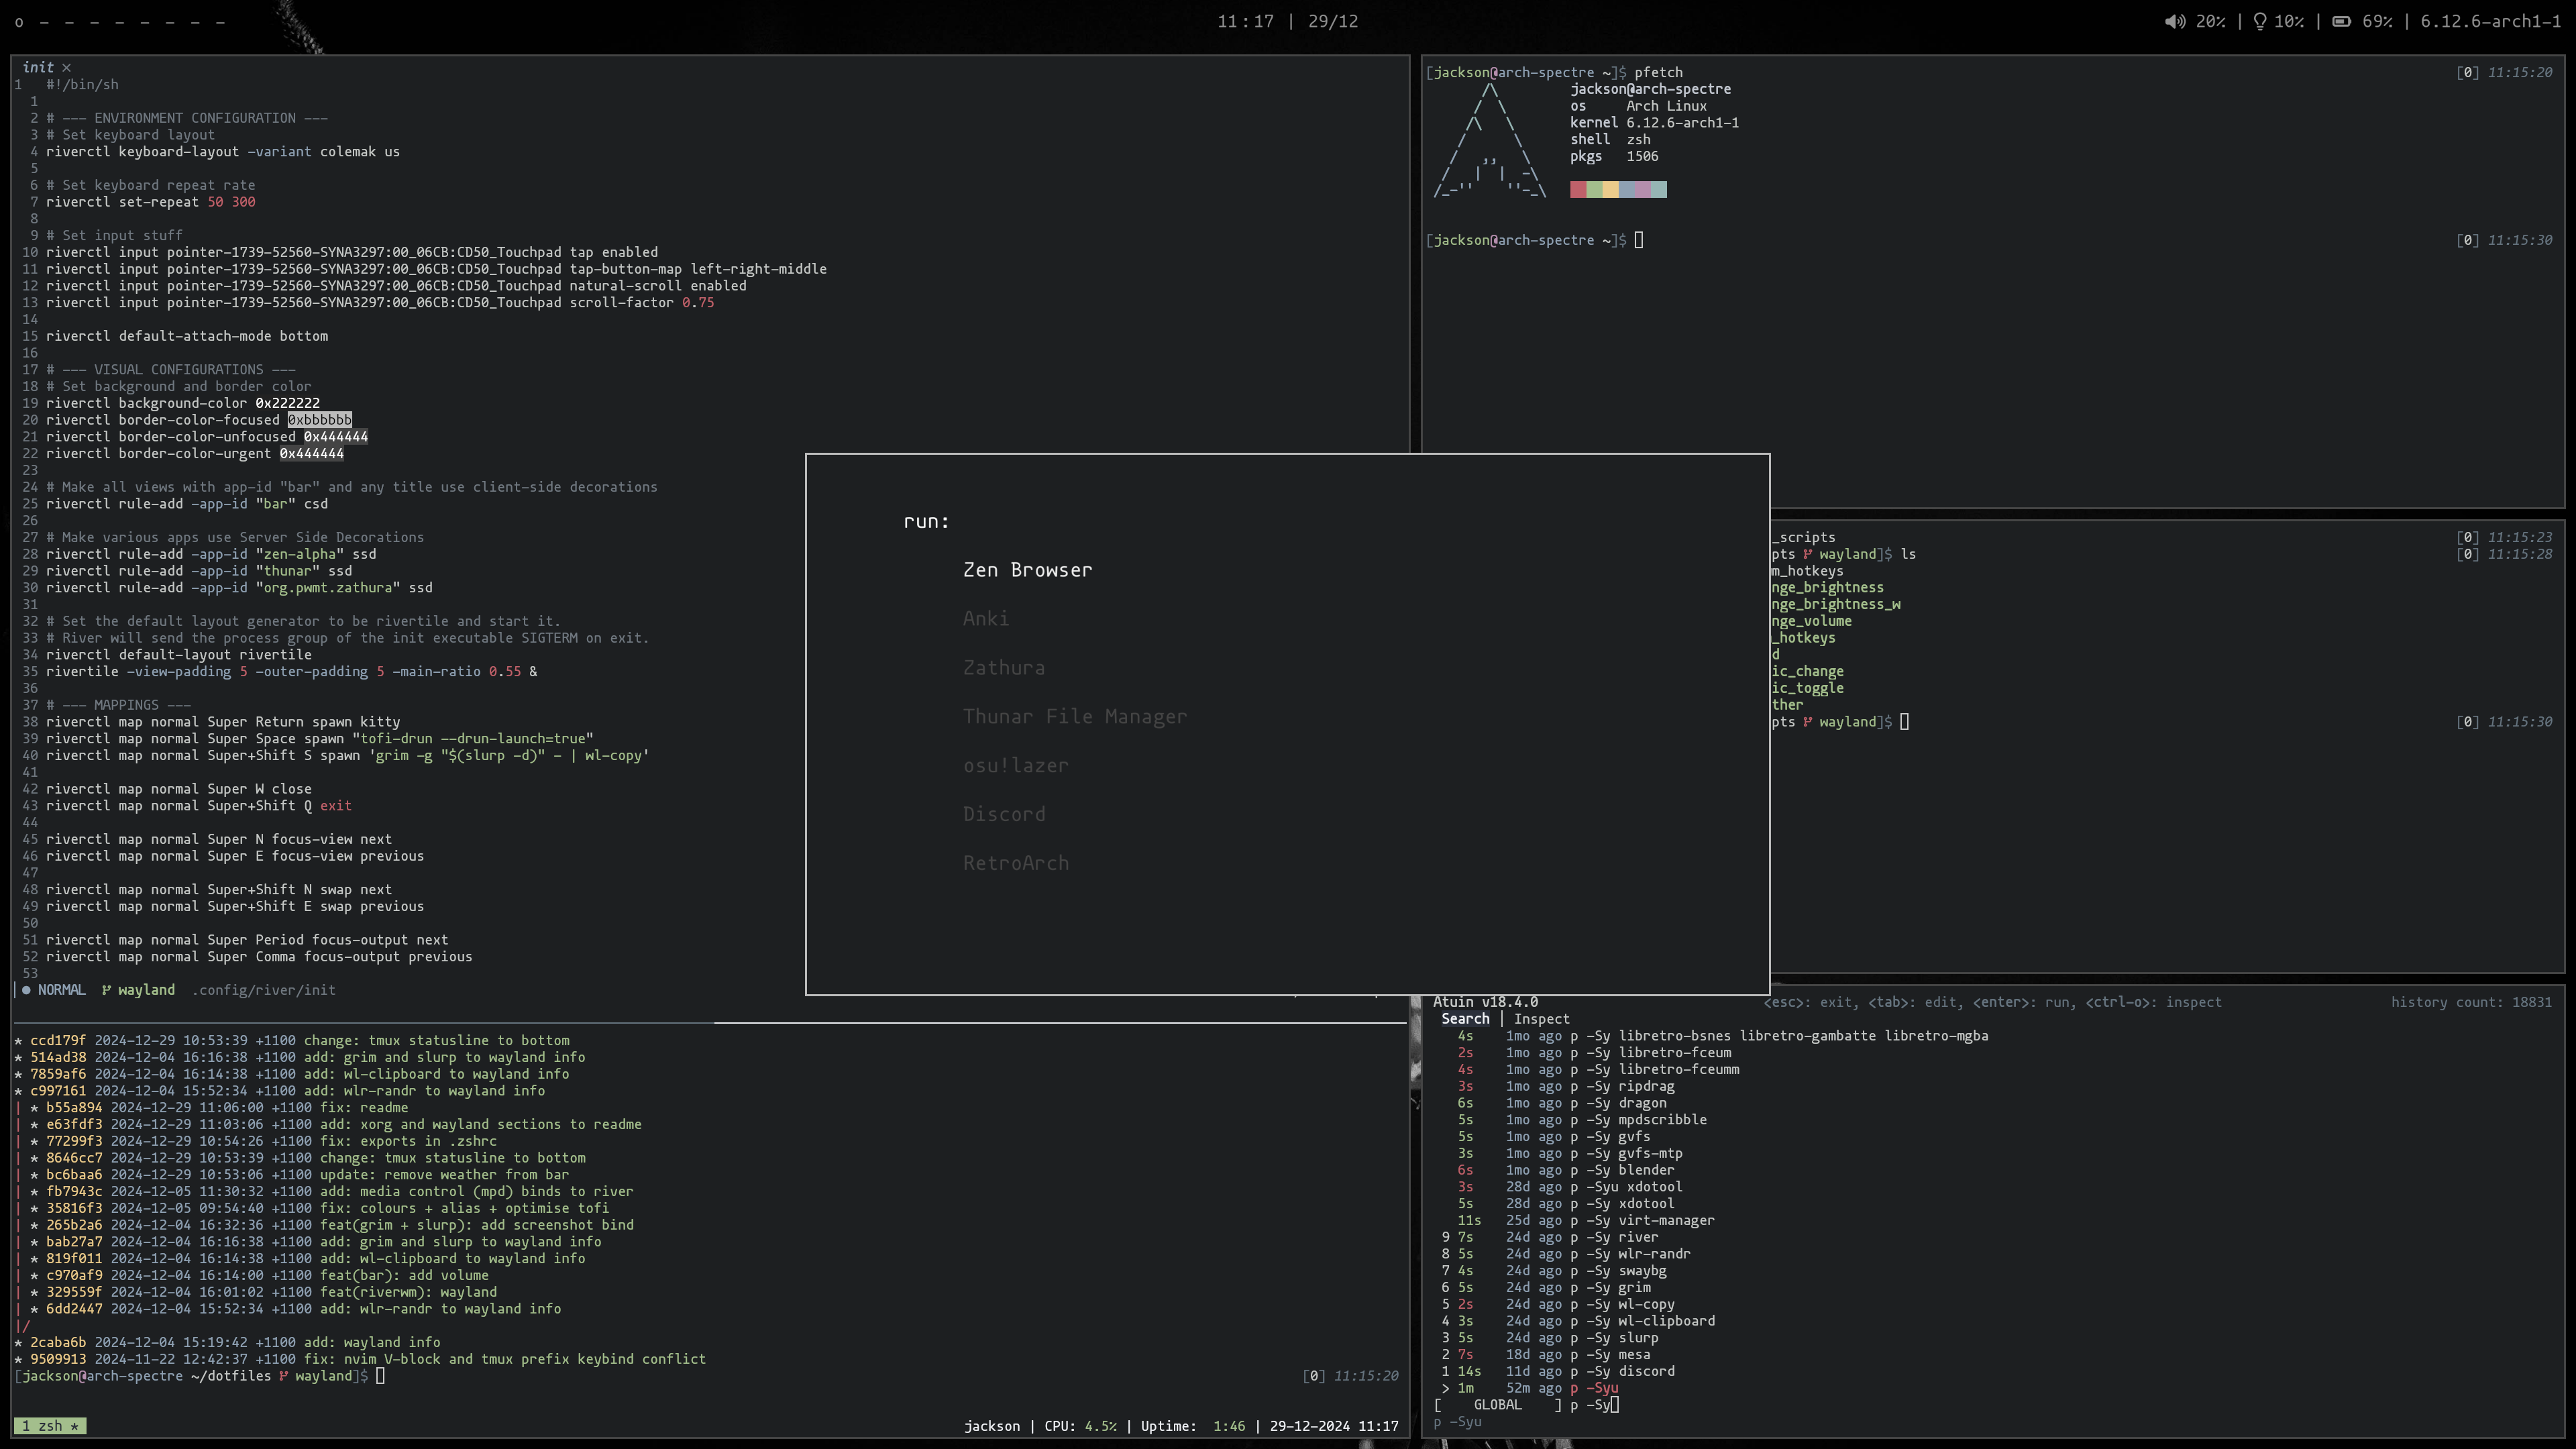 o - - - - - - - -
11:17 | 29/12
20% | 10% | 69% | 6.12.6-arch1-1
init ×
1 #!/bin/sh
1
2 # --- ENVIRONMENT CONFIGURATION ---
3 # Set keyboard layout
4 riverctl keyboard-layout -variant colemak us
5
6 # Set keyboard repeat rate
7 riverctl set-repeat 50 300
8
9 # Set input stuff
10 riverctl input pointer-1739-52560-SYNA3297:00_06CB:CD50_Touchpad tap enabled
11 riverctl input pointer-1739-52560-SYNA3297:00_06CB:CD50_Touchpad tap-button-map left-right-middle
12 riverctl input pointer-1739-52560-SYNA3297:00_06CB:CD50_Touchpad natural-scroll enabled
13 riverctl input pointer-1739-52560-SYNA3297:00_06CB:CD50_Touchpad scroll-factor 0.75
14
15 riverctl default-attach-mode bottom
16
17 # --- VISUAL CONFIGURATIONS ---
18 # Set background and border color
19 riverctl background-color 0x222222
20 riverctl border-color-focused 0xbbbbbb
21 riverctl border-color-unfocused 0x444444
22 riverctl border-color-urgent 0x444444
23
24 # Make all views with app-id "bar" and any title use client-side decorations
25 riverctl rule-add -app-id "bar" csd
26
27 # Make various apps use Server Side Decorations
28 riverctl rule-add -app-id "zen-alpha" ssd
29 riverctl rule-add -app-id "thunar" ssd
30 riverctl rule-add -app-id "org.pwmt.zathura" ssd
31
32 # Set the default layout generator to be rivertile and start it.
33 # River will send the process group of the init executable SIGTERM on exit.
34 riverctl default-layout rivertile
35 rivertile -view-padding 5 -outer-padding 5 -main-ratio 0.55 &
36
37 # --- MAPPINGS ---
38 riverctl map normal Super Return spawn kitty
39 riverctl map normal Super Space spawn "tofi-drun --drun-launch=true"
40 riverctl map normal Super+Shift S spawn 'grim -g "$(slurp -d)" - | wl-copy'
41
42 riverctl map normal Super W close
43 riverctl map normal Super+Shift Q exit
44
45 riverctl map normal Super N focus-view next
46 riverctl map normal Super E focus-view previous
47
48 riverctl map normal Super+Shift N swap next
49 riverctl map normal Super+Shift E swap previous
50
51 riverctl map normal Super Period focus-output next
52 riverctl map normal Super Comma focus-output previous
53
● NORMAL wayland .config/river/init
* ccd179f 2024-12-29 10:53:39 +1100 change: tmux statusline to bottom
* 514ad38 2024-12-04 16:16:38 +1100 add: grim and slurp to wayland info
* 7859af6 2024-12-04 16:14:38 +1100 add: wl-clipboard to wayland info
* c997161 2024-12-04 15:52:34 +1100 add: wlr-randr to wayland info
| * b55a894 2024-12-29 11:06:00 +1100 fix: readme
| * e63fdf3 2024-12-29 11:03:06 +1100 add: xorg and wayland sections to readme
| * 77299f3 2024-12-29 10:54:26 +1100 fix: exports in .zshrc
| * 8646cc7 2024-12-29 10:53:39 +1100 change: tmux statusline to bottom
| * bc6baa6 2024-12-29 10:53:06 +1100 update: remove weather from bar
| * fb7943c 2024-12-05 11:30:32 +1100 add: media control (mpd) binds to river
| * 35816f3 2024-12-05 09:54:40 +1100 fix: colours + alias + optimise tofi
| * 265b2a6 2024-12-04 16:32:36 +1100 feat(grim + slurp): add screenshot bind
| * bab27a7 2024-12-04 16:16:38 +1100 add: grim and slurp to wayland info
| * 819f011 2024-12-04 16:14:38 +1100 add: wl-clipboard to wayland info
| * c970af9 2024-12-04 16:14:00 +1100 feat(bar): add volume
| * 329559f 2024-12-04 16:01:02 +1100 feat(riverwm): wayland
| * 6dd2447 2024-12-04 15:52:34 +1100 add: wlr-randr to wayland info
|/
* 2caba6b 2024-12-04 15:19:42 +1100 add: wayland info
* 9509913 2024-11-22 12:42:37 +1100 fix: nvim V-block and tmux prefix keybind conflict
[jackson@arch-spectre ~/dotfiles wayland]$ [0] 11:15:20
1 zsh * jackson | CPU: 4.5% | Uptime: 1:46 | 29-12-2024 11:17
run:
Zen Browser
Anki
Zathura
Thunar File Manager
osu!lazer
Discord
RetroArch
[jackson@arch-spectre ~]$ pfetch [0] 11:15:20
jackson@arch-spectre
os Arch Linux
kernel 6.12.6-arch1-1
shell zsh
pkgs 1506
[jackson@arch-spectre ~]$ [0] 11:15:30
_scripts [0] 11:15:23
pts wayland]$ ls [0] 11:15:28
m_hotkeys
nge_brightness
nge_brightness_w
nge_volume
_hotkeys
d
ic_change
ic_toggle
ther
pts wayland]$ [0] 11:15:30
Atuin v18.4.0 <esc>: exit, <tab>: edit, <enter>: run, <ctrl-o>: inspect history count: 18831
Search | Inspect
4s 1mo ago p -Sy libretro-bsnes libretro-gambatte libretro-mgba
2s 1mo ago p -Sy libretro-fceum
4s 1mo ago p -Sy libretro-fceumm
3s 1mo ago p -Sy ripdrag
6s 1mo ago p -Sy dragon
5s 1mo ago p -Sy mpdscribble
5s 1mo ago p -Sy gvfs
3s 1mo ago p -Sy gvfs-mtp
6s 1mo ago p -Sy blender
3s 28d ago p -Syu xdotool
5s 28d ago p -Sy xdotool
11s 25d ago p -Sy virt-manager
9 7s 24d ago p -Sy river
8 5s 24d ago p -Sy wlr-randr
7 4s 24d ago p -Sy swaybg
6 5s 24d ago p -Sy grim
5 2s 24d ago p -Sy wl-copy
4 3s 24d ago p -Sy wl-clipboard
3 5s 24d ago p -Sy slurp
2 7s 18d ago p -Sy mesa
1 14s 11d ago p -Sy discord
> 1m 52m ago p -Syu
[ GLOBAL ] p -Sy
p -Syu